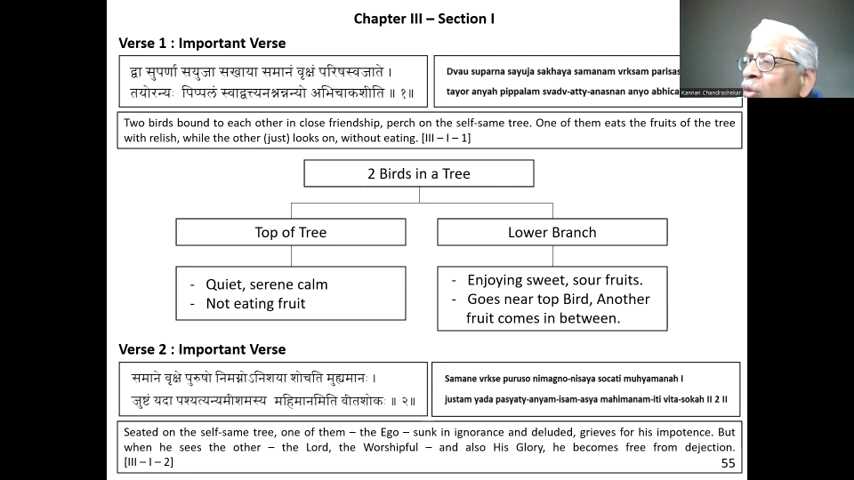 Chapter III – Section I
Verse 1 : Important Verse
द्वा सुपर्णा सयुजा सखाया समानं वृक्षं परिषस्वजाते ।
तयोरन्यः पिप्पलं स्वाद्वत्त्यनश्नन्नन्यो अभिचाकशीति ॥ १॥
Dvau suparna sayuja sakhaya samanam vrksam
tayor anyah pippalam svadv-atty-anasnan anyo
Kannan Chandrashekar
Two birds bound to each other in close friendship, perch on the self-same tree. One of them eats the fruits of the tree
with relish, while the other (just) looks on, without eating. [III – I – 1]
2 Birds in a Tree
Top of Tree
Lower Branch
- Quiet, serene calm
- Not eating fruit
- Enjoying sweet, sour fruits.
- Goes near top Bird, Another
fruit comes in between.
Verse 2 : Important Verse
समाने वृक्षे पुरुषो निमग्नोऽनिशया शोचति मुह्यमानः ।
जुष्टं यदा पश्यत्यन्यमीशमस्य महिमानमिति वीतशोकः ॥ २॥
Samane vrkse puruso nimagno-nisaya socati muhyamanah I
justam yada pasyaty-anyam-isam-asya mahimanam-iti vita-sokah II 2 II
Seated on the self-same tree, one of them – the Ego – sunk in ignorance and deluded, grieves for his impotence. But
when he sees the other – the Lord, the Worshipful – and also His Glory, he becomes free from dejection.
[III – I – 2]
55